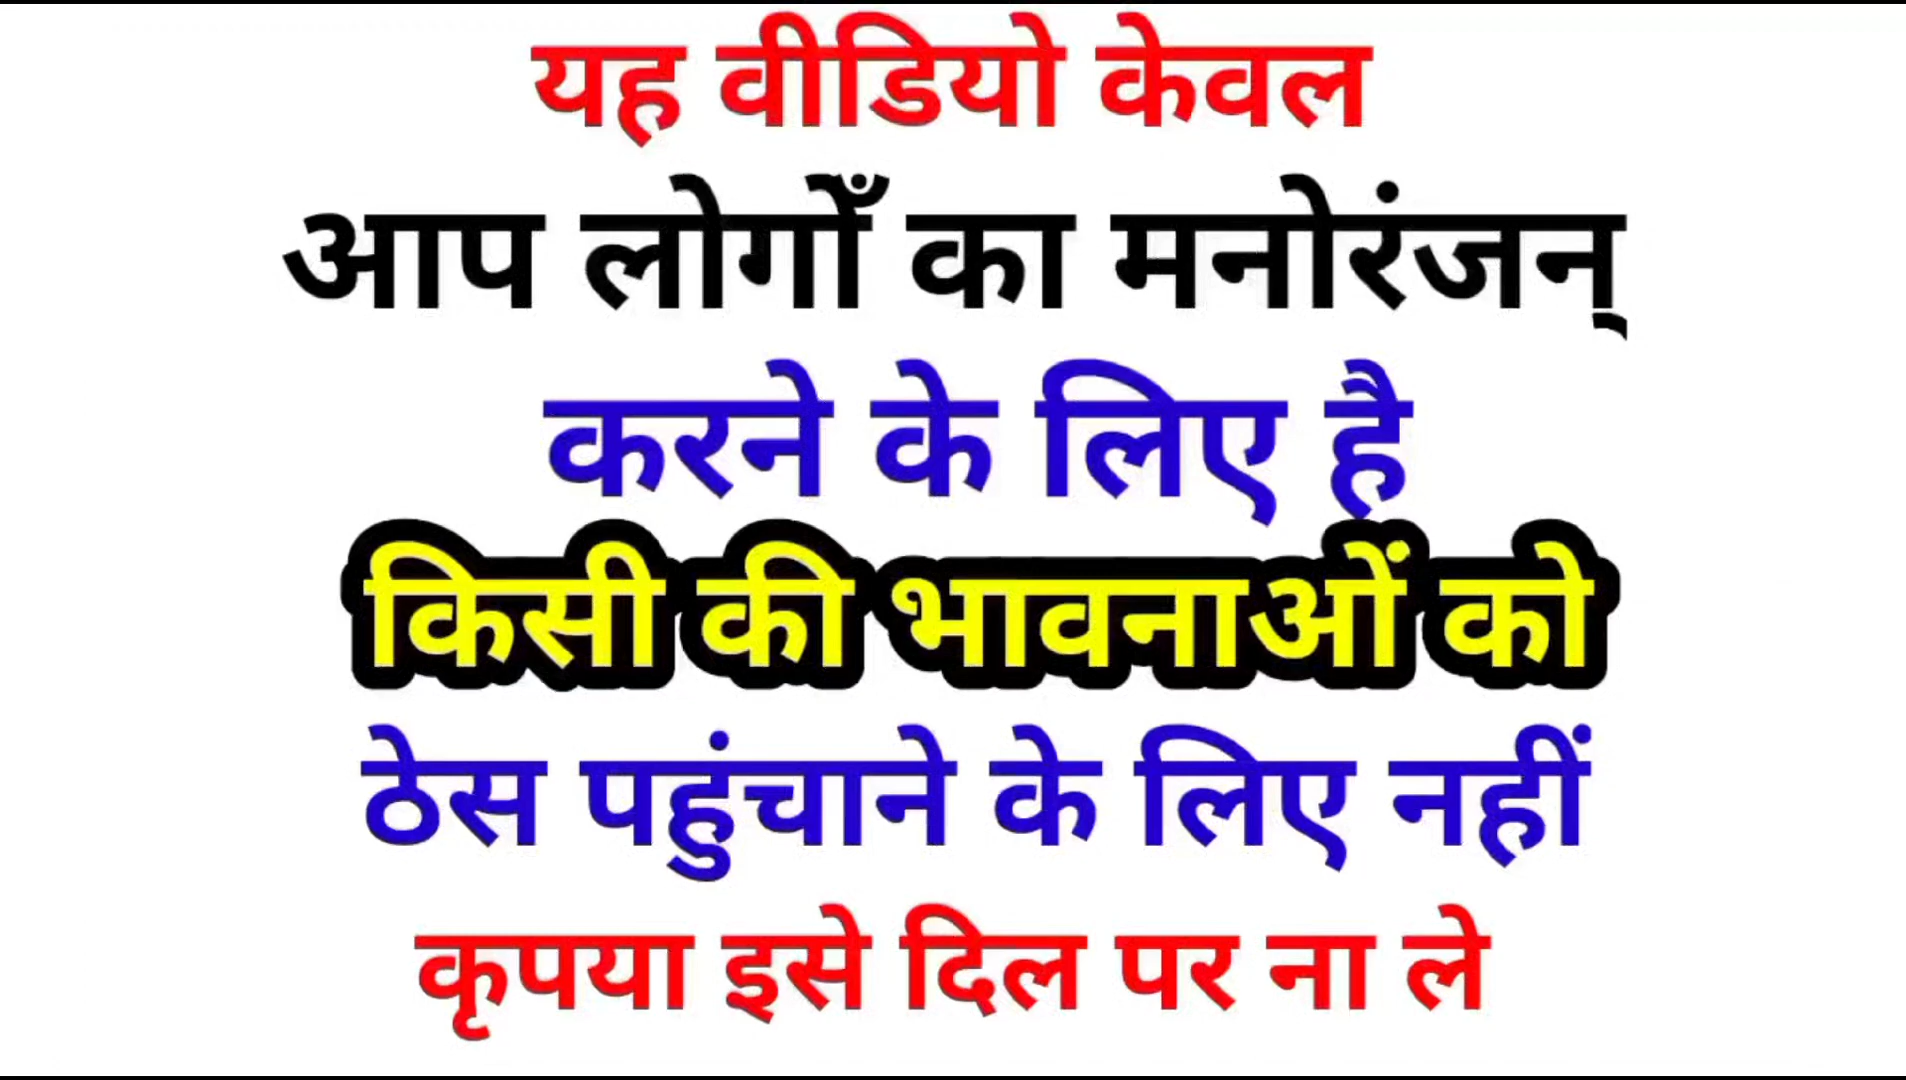 यह वीडियो केवल
आप लोगोँ का मनोरंजन्
करने के लिए है
किसी की भावनाओं को
ठेस पहुंचाने के लिए नहीं
कृपया इसे दिल पर ना ले